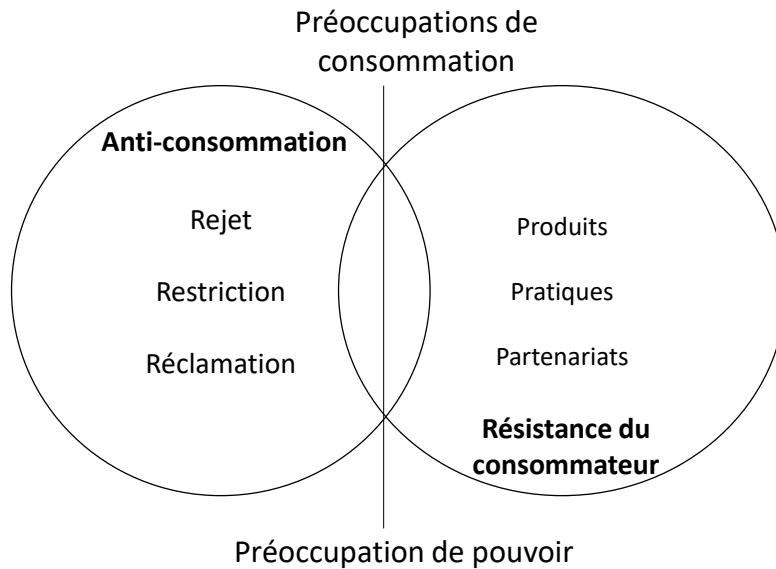 Préoccupations de
consommation
Anti-consommation
Rejet
Restriction
Réclamation
Produits
Pratiques
Partenariats
Résistance du
consommateur
Préoccupation de pouvoir